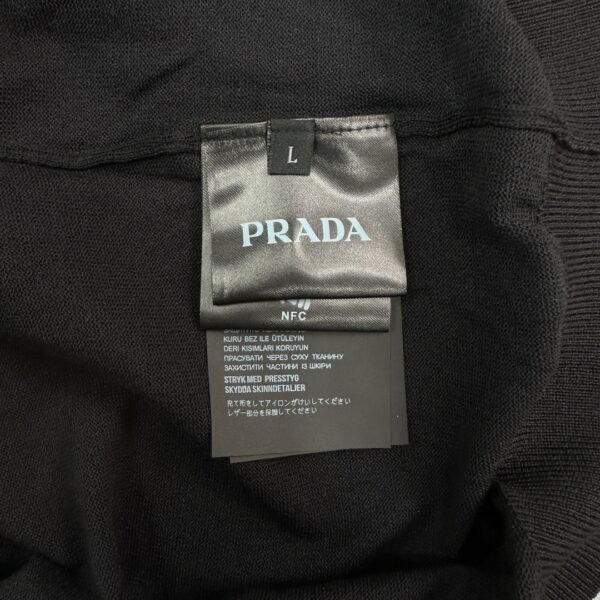 L
PRADA
NFC
KURU BEZ ILE ÜTÜLEYIN
DERI KISIMLARI KORUYUN
ПРАСУВАТИ ЧЕРЕЗ СУХУ ТКАНИНУ
ЗАХИСТИТИ ЧАСТИНИ ІЗ ШКІРИ
STRYK MED PRESSTYG
SKYDDA SKINNDETALJER
充て布をしてアイロンがけしてください
レザー部分を保護してください